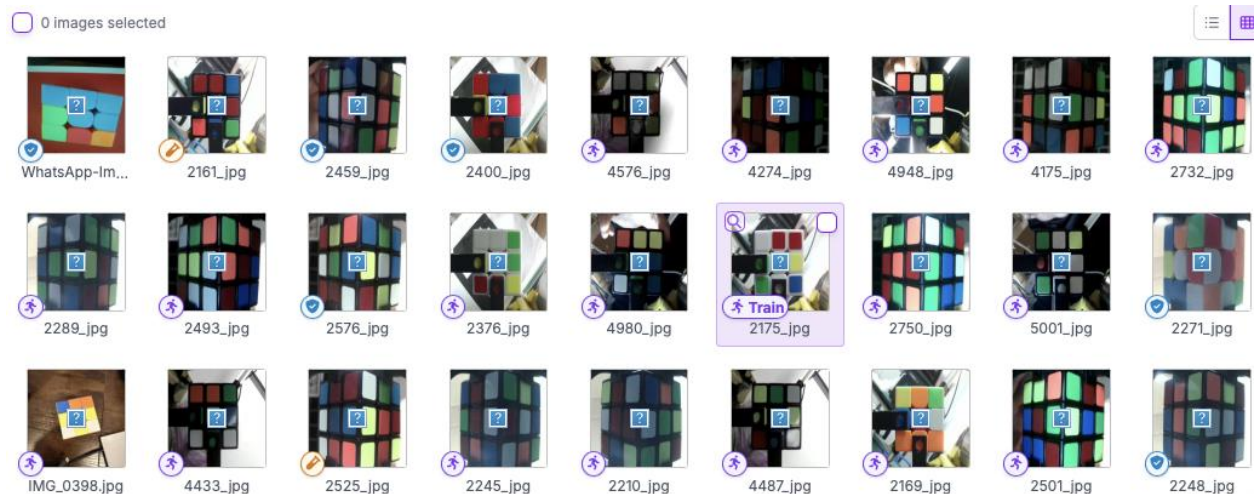 0 images selected
WhatsApp-Im...
2161_jpg
2459_jpg
2400_jpg
4576_jpg
4274_jpg
4948_jpg
4175_jpg
2732_jpg
2289_jpg
2493_jpg
2576_jpg
2376_jpg
4980_jpg
Train
2175_jpg
2750_jpg
5001_jpg
2271_jpg
IMG_0398.jpg
4433_jpg
2525_jpg
2245_jpg
2210_jpg
4487_jpg
2169_jpg
2501_jpg
2248_jpg